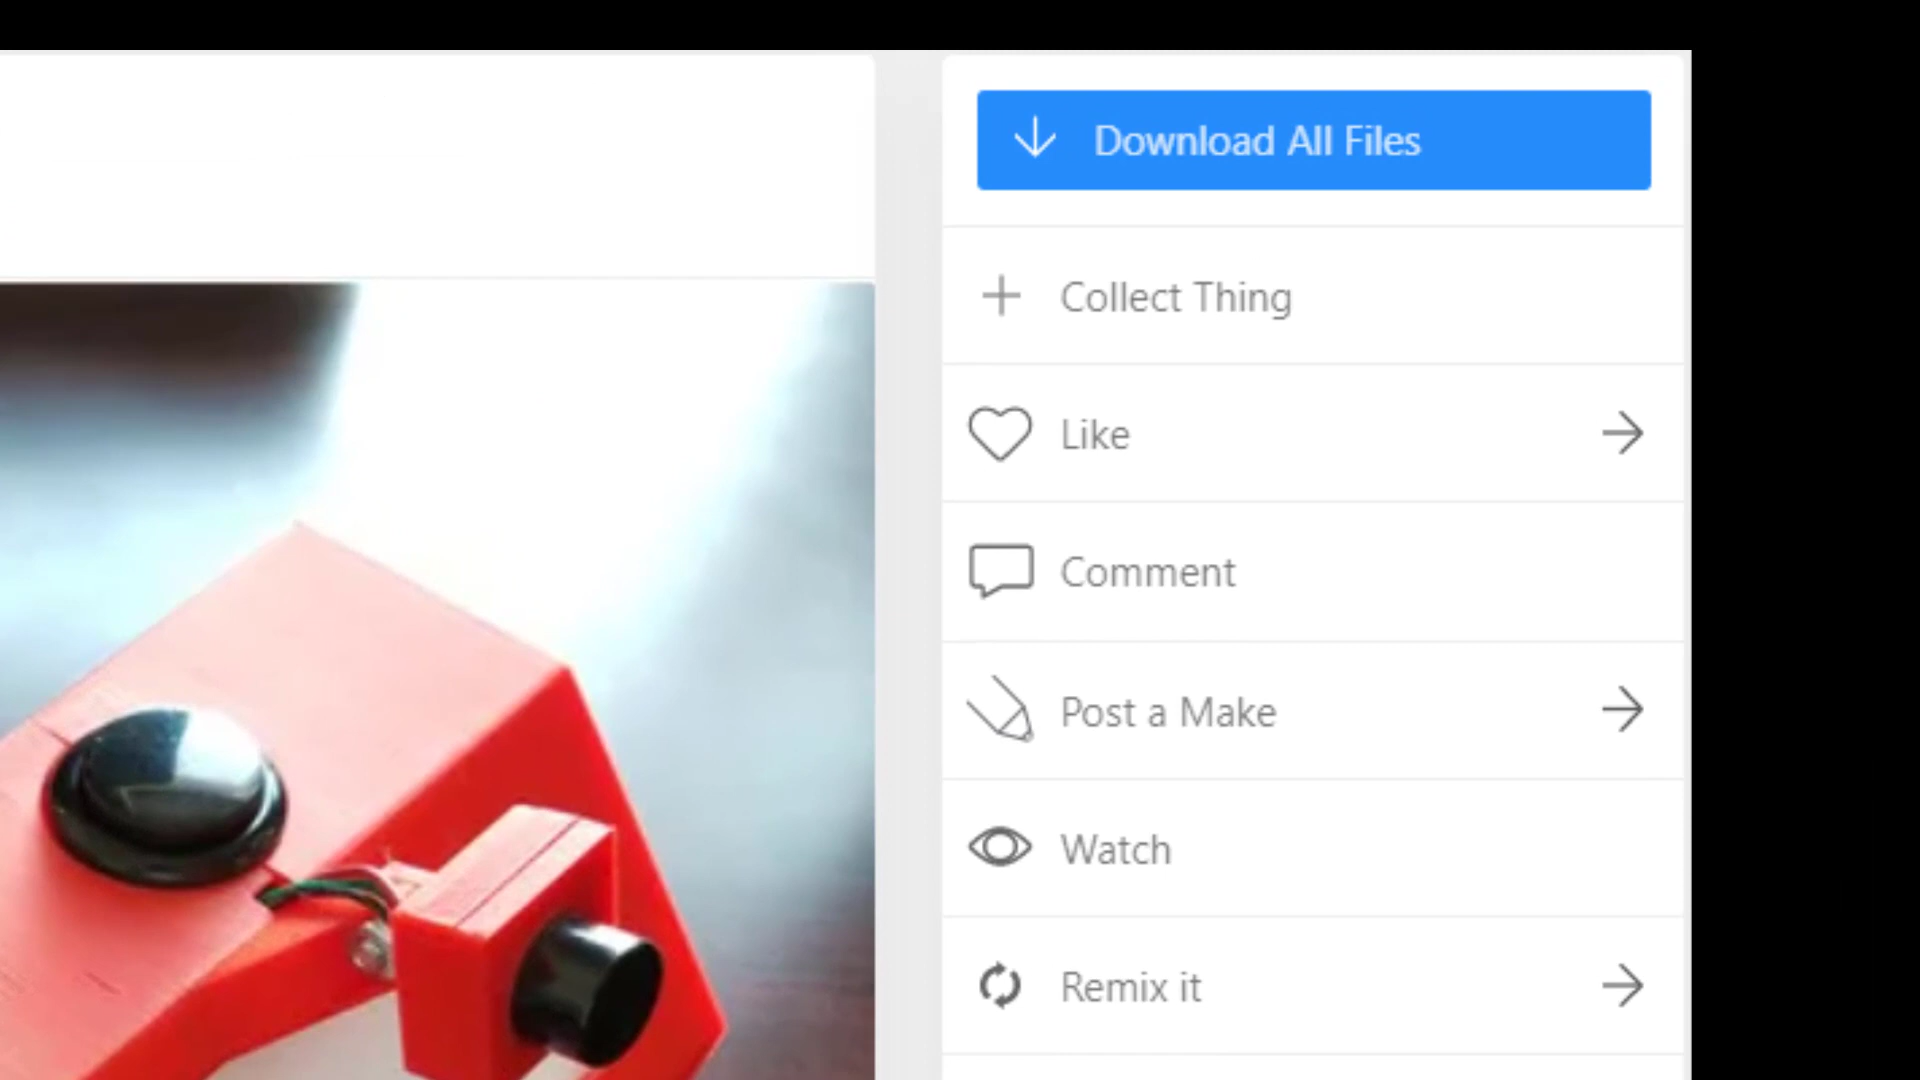 Download All Files
Collect Thing
Like
Comment
Post a Make
Watch
Remix it